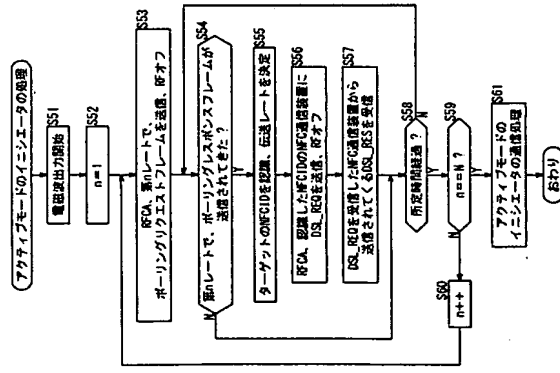 アクティブモードのイニシエータの処理
S51
電磁波出力開始
S52
n=1
S53
RFCA、第nレートで、
ポーリングリクエストフレームを送信、RFオフ
S54
第nレートで、ポーリングレスポンスフレームが
送信されてきた?
N
Y
S55
ターゲットのNFCIDを認識、伝送レートを決定
S56
RFCA、認識したNFCIDのNFC通信装置に
DSL_REQを送信、RFオフ
S57
DSL_REQを受信したNFC通信装置から
送信されてくるDSL_RESを受信
S58
所定時間経過?
N
Y
S59
n==N?
N
Y
S60
n++
S61
アクティブモードの
イニシエータの通信処理
おわり